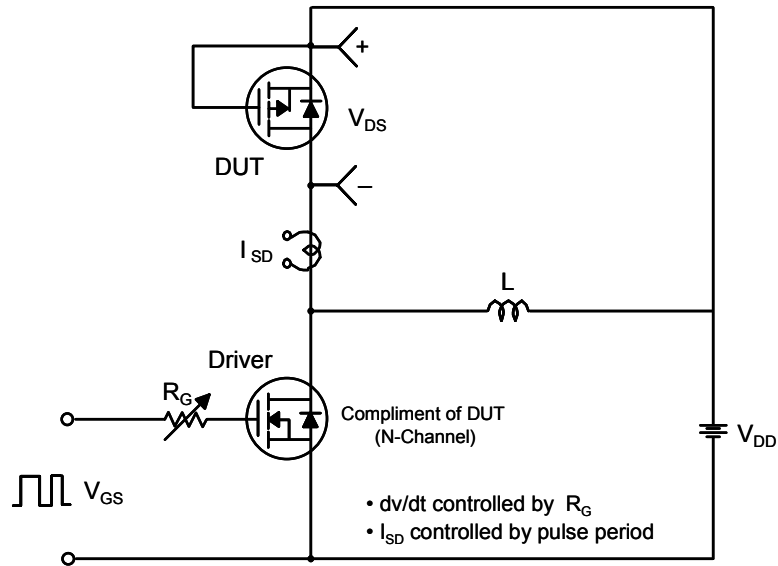 +
V_DS
DUT
–
I_SD
L
Driver
R_G
Compliment of DUT
(N-Channel)
V_DD
V_GS
• dv/dt controlled by R_G
• I_SD controlled by pulse period